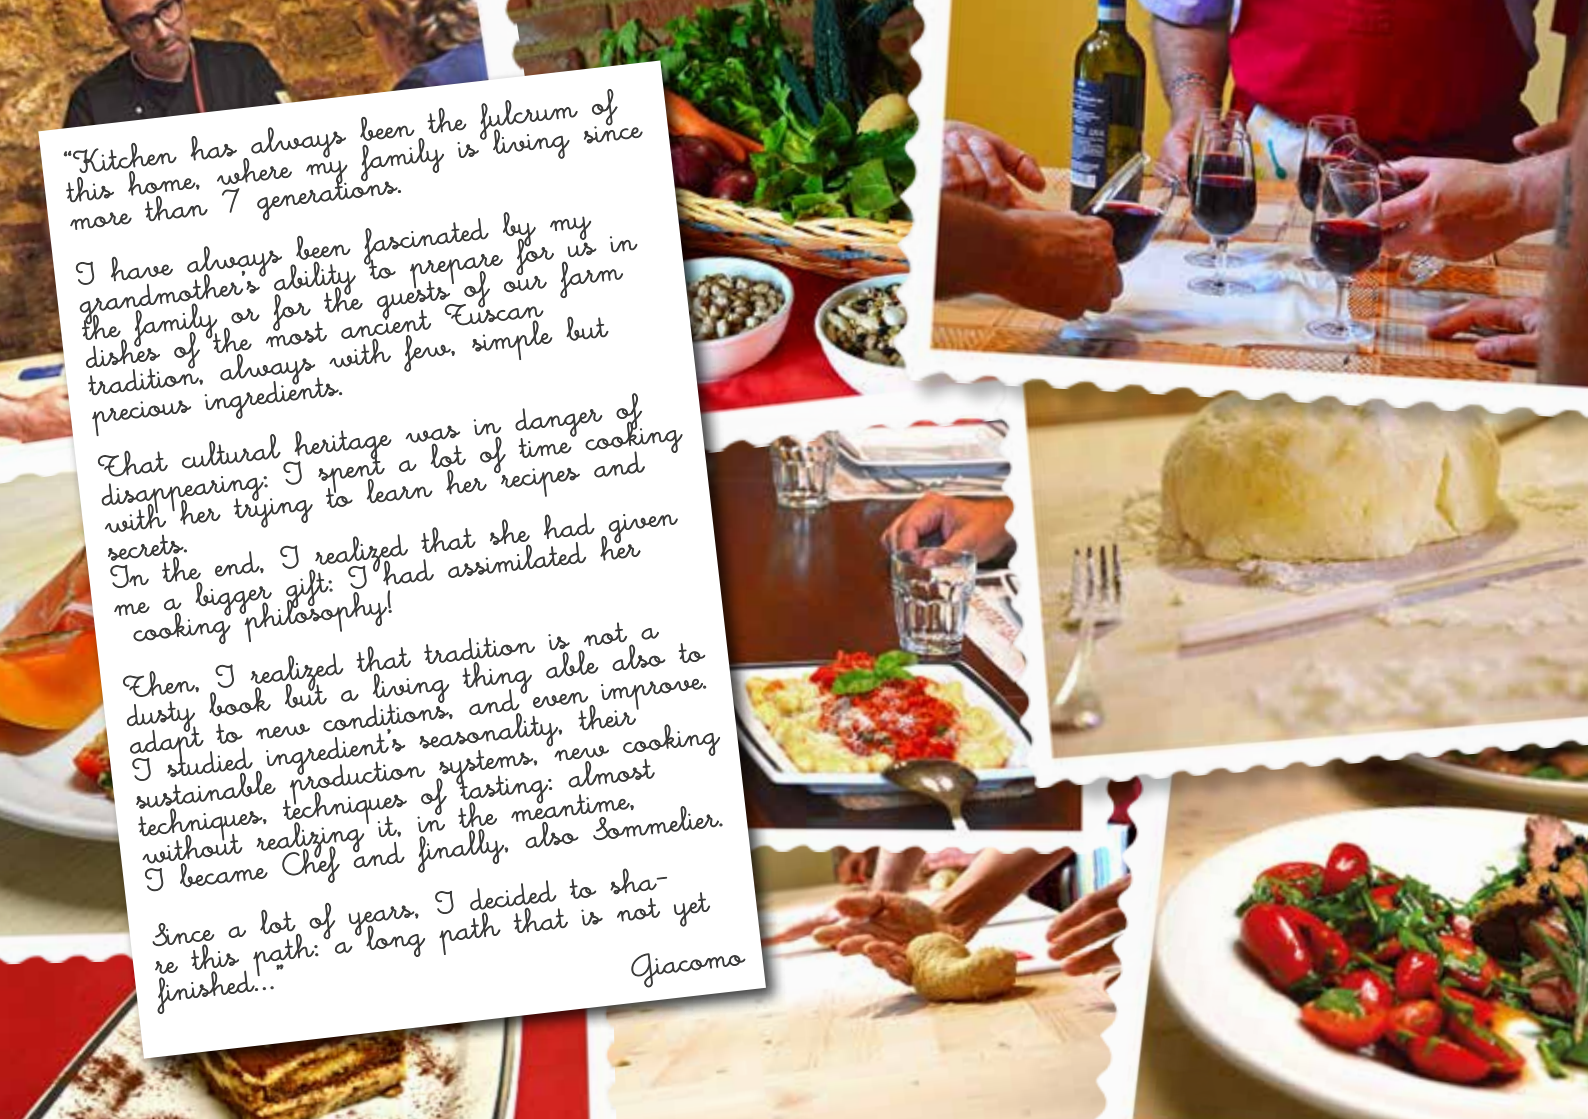 “Kitchen has always been the fulcrum of
this home, where my family is living since
more than 7 generations.
I have always been fascinated by my
grandmother's ability to prepare for us in
the family or for the guests of our farm
dishes of the most ancient Tuscan
tradition, always with few, simple but
precious ingredients.
That cultural heritage was in danger of
disappearing: I spent a lot of time cooking
with her trying to learn her recipes and
secrets.
In the end, I realized that she had given
me a bigger gift: I had assimilated her
cooking philosophy!
Then, I realized that tradition is not a
dusty book but a living thing able also to
adapt to new conditions, and even improve.
I studied ingredient's seasonality, their
sustainable production systems, new cooking
techniques, techniques of tasting: almost
without realizing it, in the meantime,
I became Chef and finally, also Sommelier.
Since a lot of years, I decided to sha-
re this path: a long path that is not yet
finished...”
Giacomo